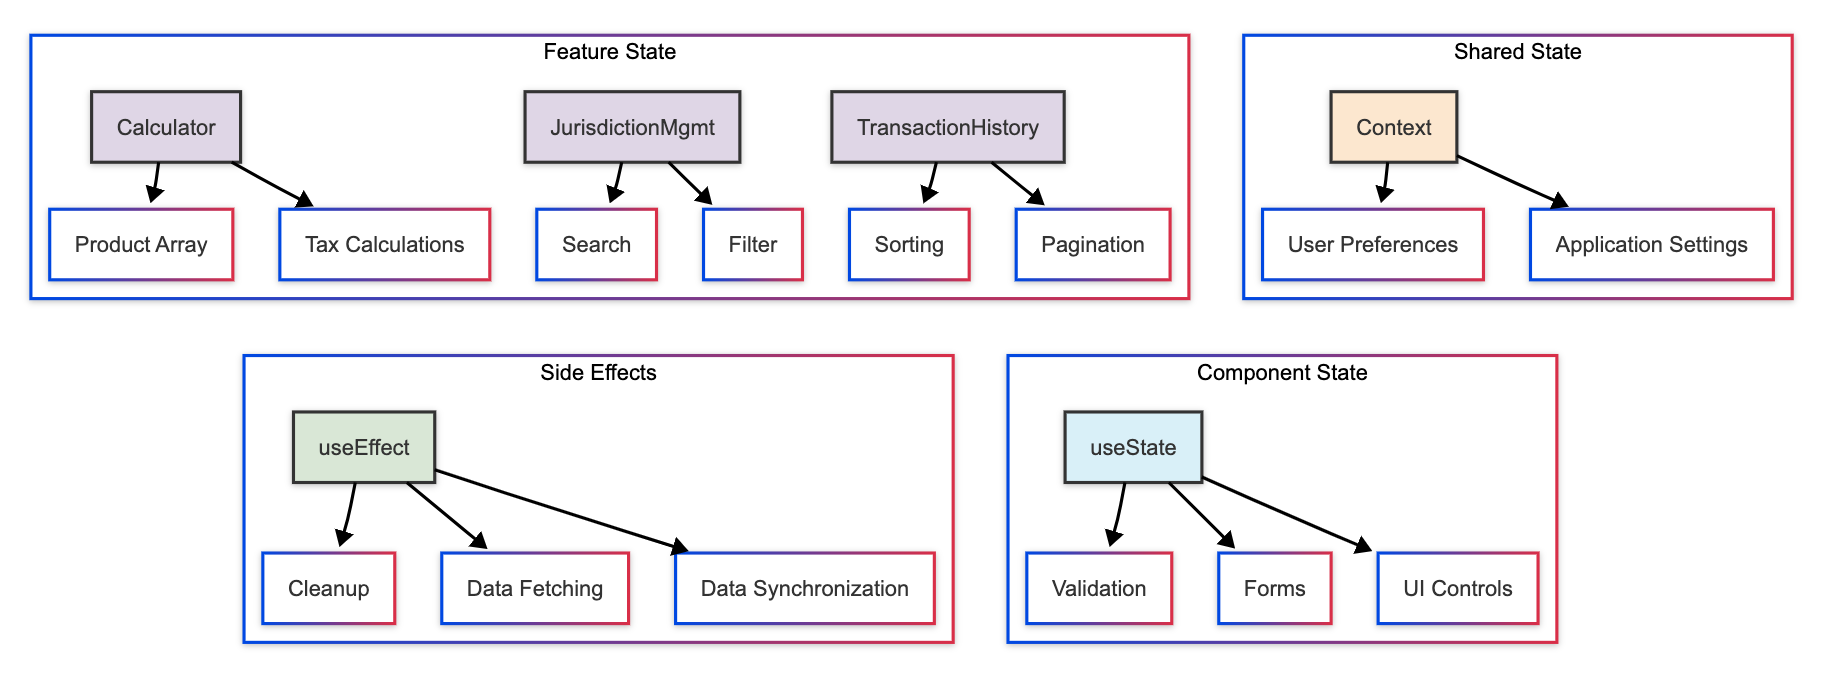 Feature State
Calculator
JurisdictionMgmt
TransactionHistory
Product Array
Tax Calculations
Search
Filter
Sorting
Pagination
Shared State
Context
User Preferences
Application Settings
Side Effects
useEffect
Cleanup
Data Fetching
Data Synchronization
Component State
useState
Validation
Forms
UI Controls